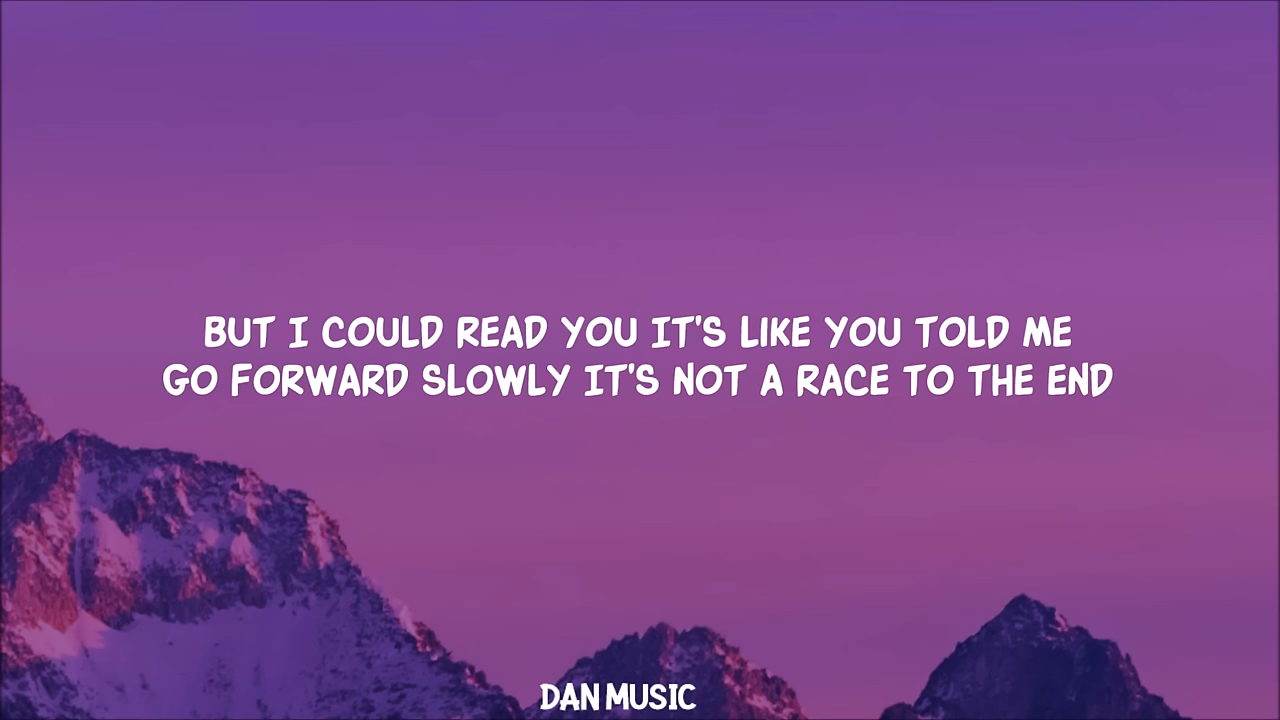 BUT I COULD READ YOU IT'S LIKE YOU TOLD ME
GO FORWARD SLOWLY IT'S NOT A RACE TO THE END
DAN MUSIC